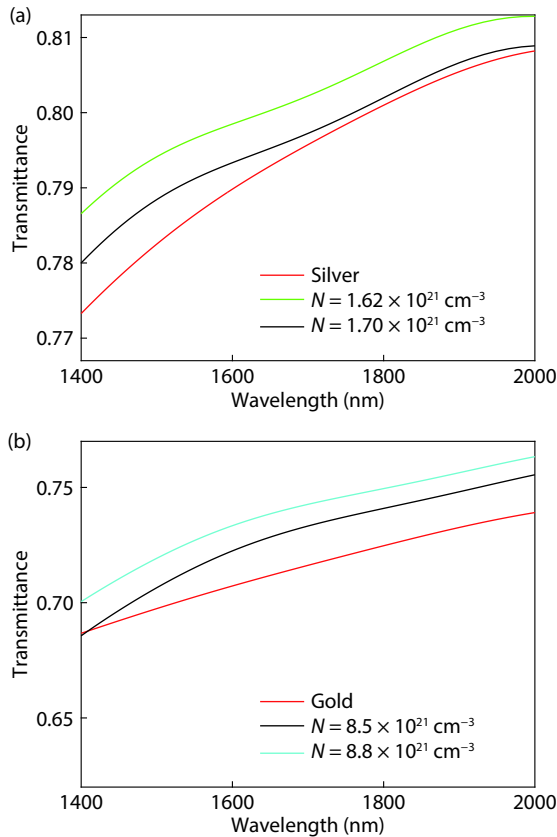 (a)
0.81
0.80
0.79
0.78
0.77
Transmittance
Silver
N = 1.62 × 10²¹ cm⁻³
N = 1.70 × 10²¹ cm⁻³
1400 1600 1800 2000
Wavelength (nm)
(b)
0.75
0.70
0.65
Transmittance
Gold
N = 8.5 × 10²¹ cm⁻³
N = 8.8 × 10²¹ cm⁻³
1400 1600 1800 2000
Wavelength (nm)